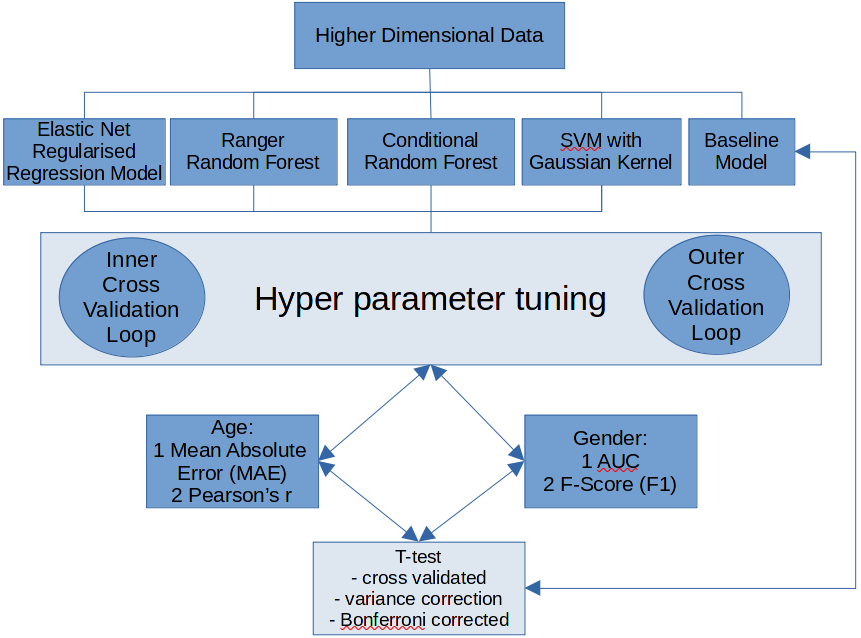 Higher Dimensional Data
Elastic Net
Regularised
Regression Model
Ranger
Random Forest
Conditional
Random Forest
SVM with
Gaussian Kernel
Baseline
Model
Inner
Cross
Validation
Loop
Hyper parameter tuning
Outer
Cross
Validation
Loop
Age:
1 Mean Absolute
Error (MAE)
2 Pearson’s r
Gender:
1 AUC
2 F-Score (F1)
T-test
- cross validated
- variance correction
- Bonferroni corrected